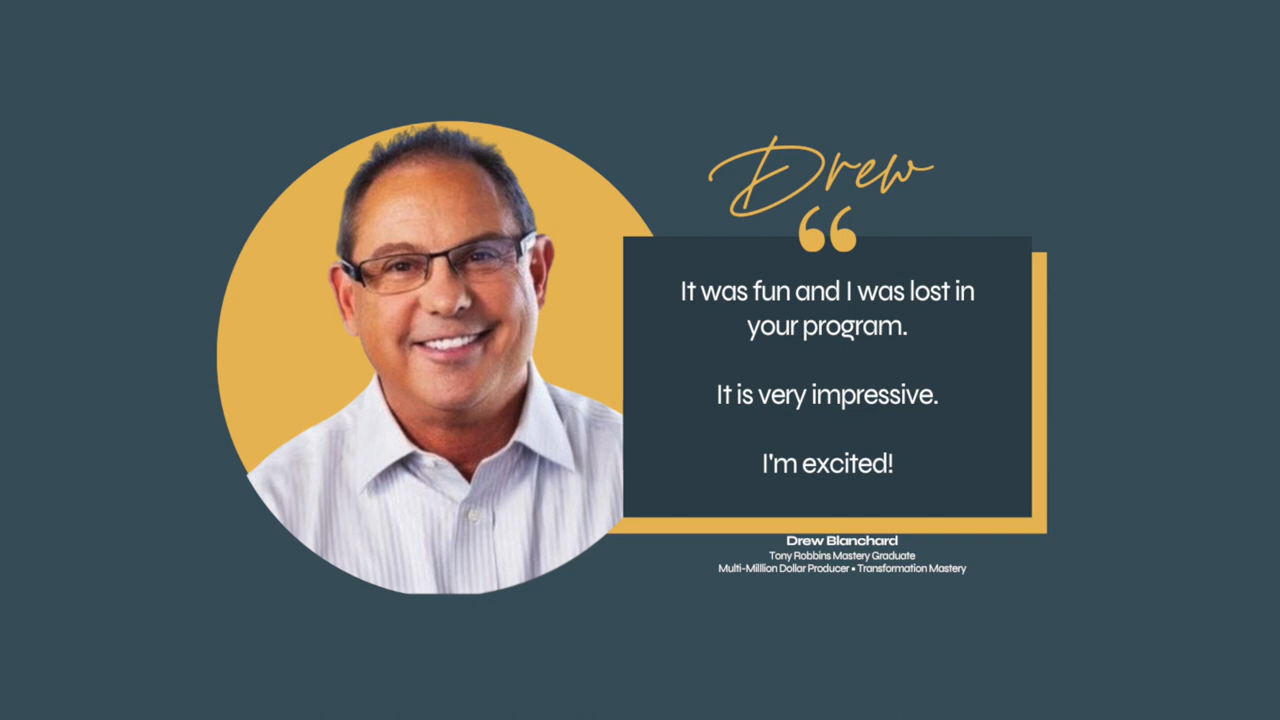 Drew
“
It was fun and I was lost in
your program.
It is very impressive.
I'm excited!
Drew Blanchard
Tony Robbins Mastery Graduate
Multi-Milllion Dollar Producer • Transformation Mastery